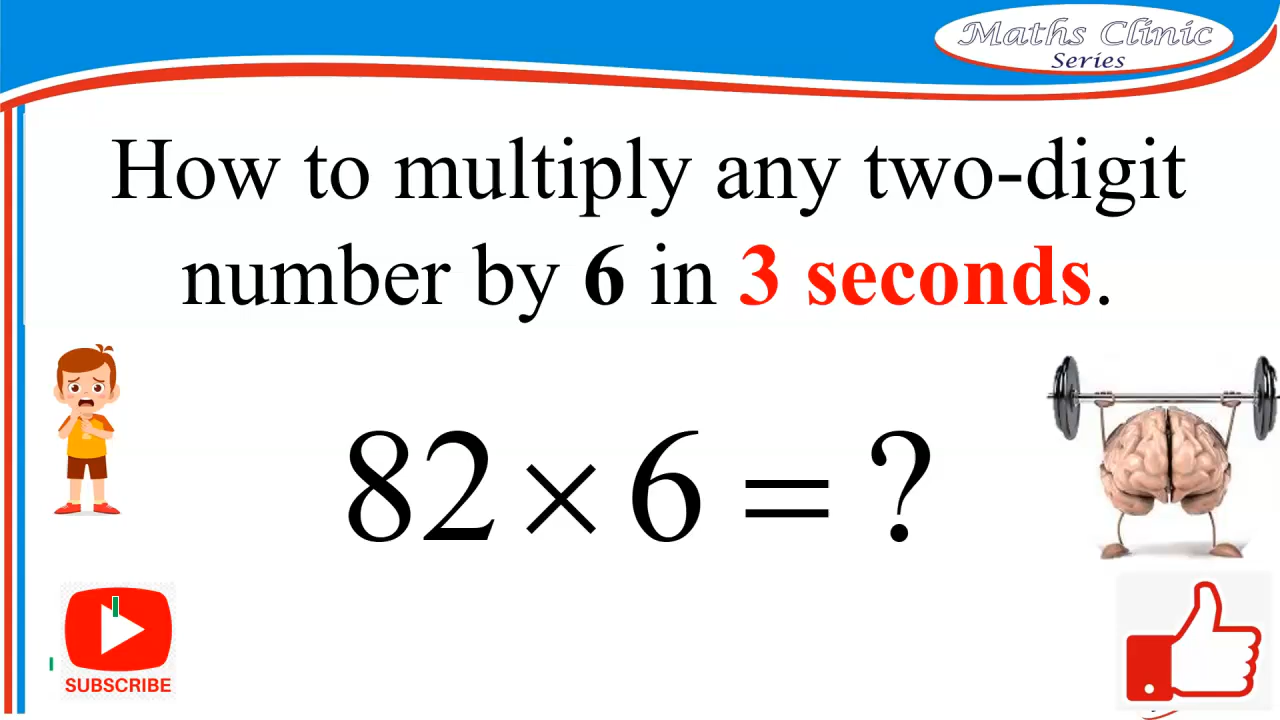 Maths Clinic
Series
How to multiply any two-digit
number by 6 in 3 seconds.
82 × 6 = ?
SUBSCRIBE